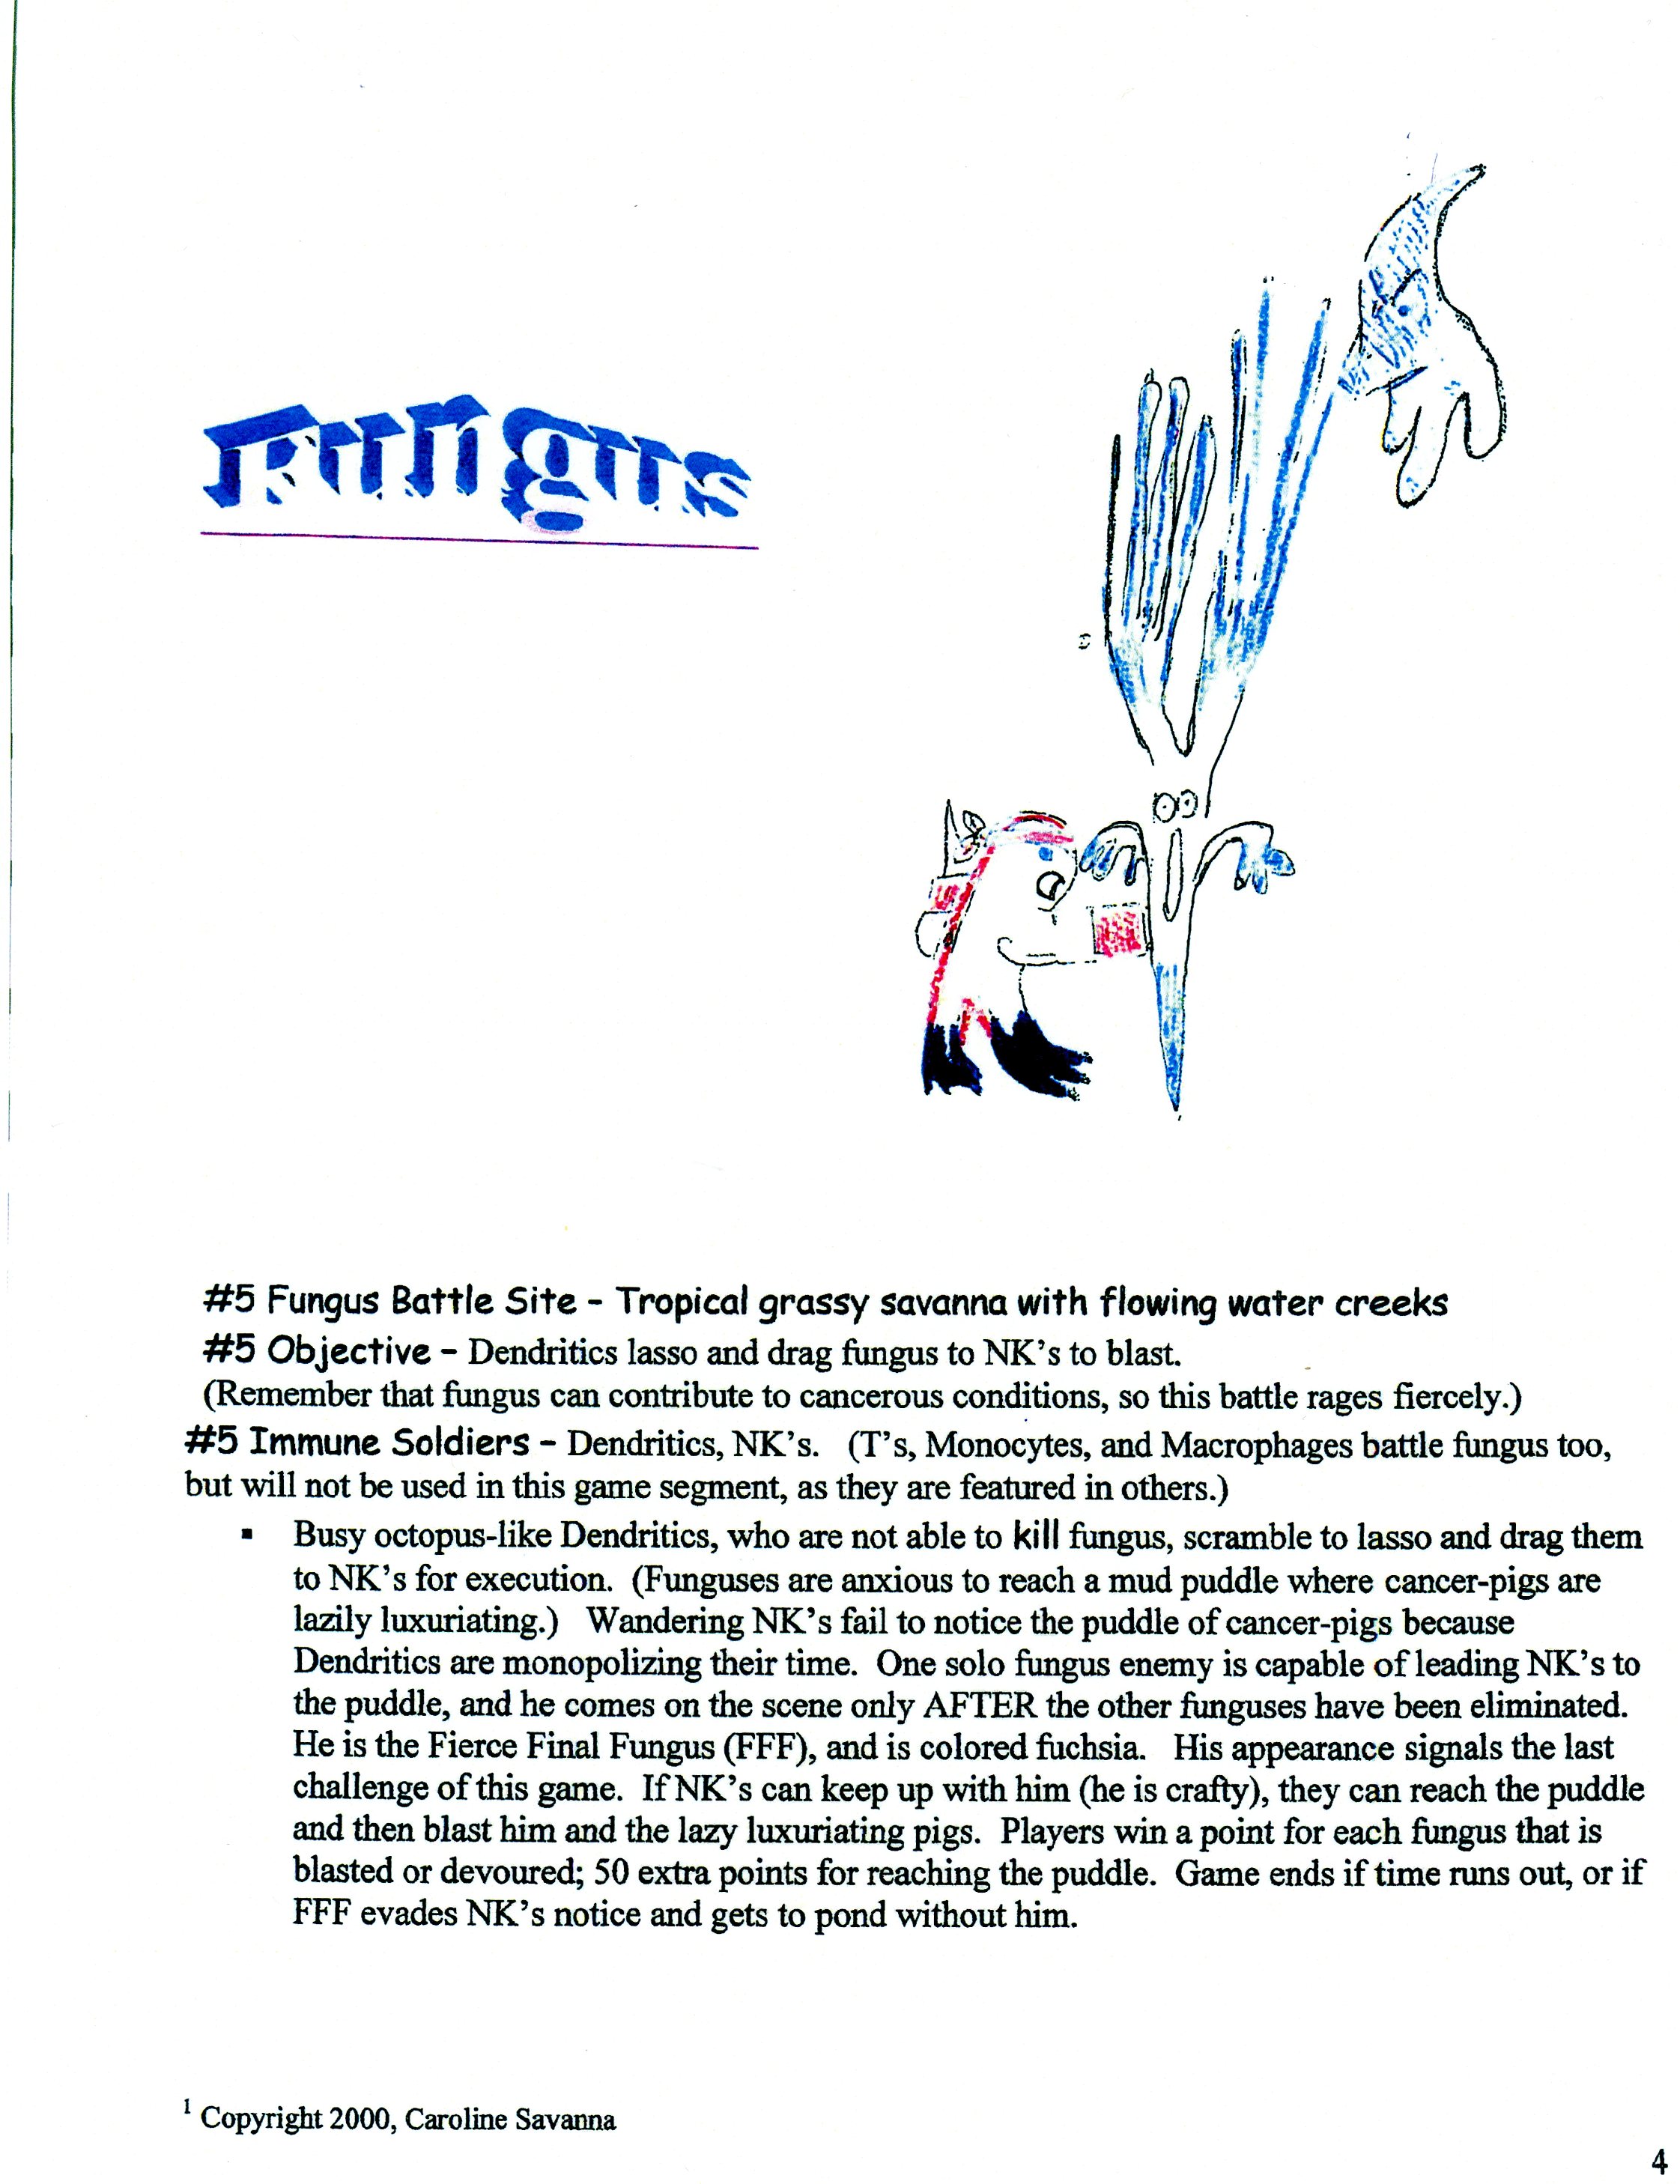 Fungus
#5 Fungus Battle Site – Tropical grassy savanna with flowing water creeks
#5 Objective – Dendritics lasso and drag fungus to NK's to blast.
(Remember that fungus can contribute to cancerous conditions, so this battle rages fiercely.)
#5 Immune Soldiers – Dendritics, NK's.   (T's, Monocytes, and Macrophages battle fungus too,
but will not be used in this game segment, as they are featured in others.)
▪ Busy octopus-like Dendritics, who are not able to kill fungus, scramble to lasso and drag them
to NK's for execution.  (Funguses are anxious to reach a mud puddle where cancer-pigs are
lazily luxuriating.)   Wandering NK's fail to notice the puddle of cancer-pigs because
Dendritics are monopolizing their time.  One solo fungus enemy is capable of leading NK's to
the puddle, and he comes on the scene only AFTER the other funguses have been eliminated.
He is the Fierce Final Fungus (FFF), and is colored fuchsia.   His appearance signals the last
challenge of this game.  If NK's can keep up with him (he is crafty), they can reach the puddle
and then blast him and the lazy luxuriating pigs.  Players win a point for each fungus that is
blasted or devoured; 50 extra points for reaching the puddle.  Game ends if time runs out, or if
FFF evades NK's notice and gets to pond without him.
1 Copyright 2000, Caroline Savanna
4